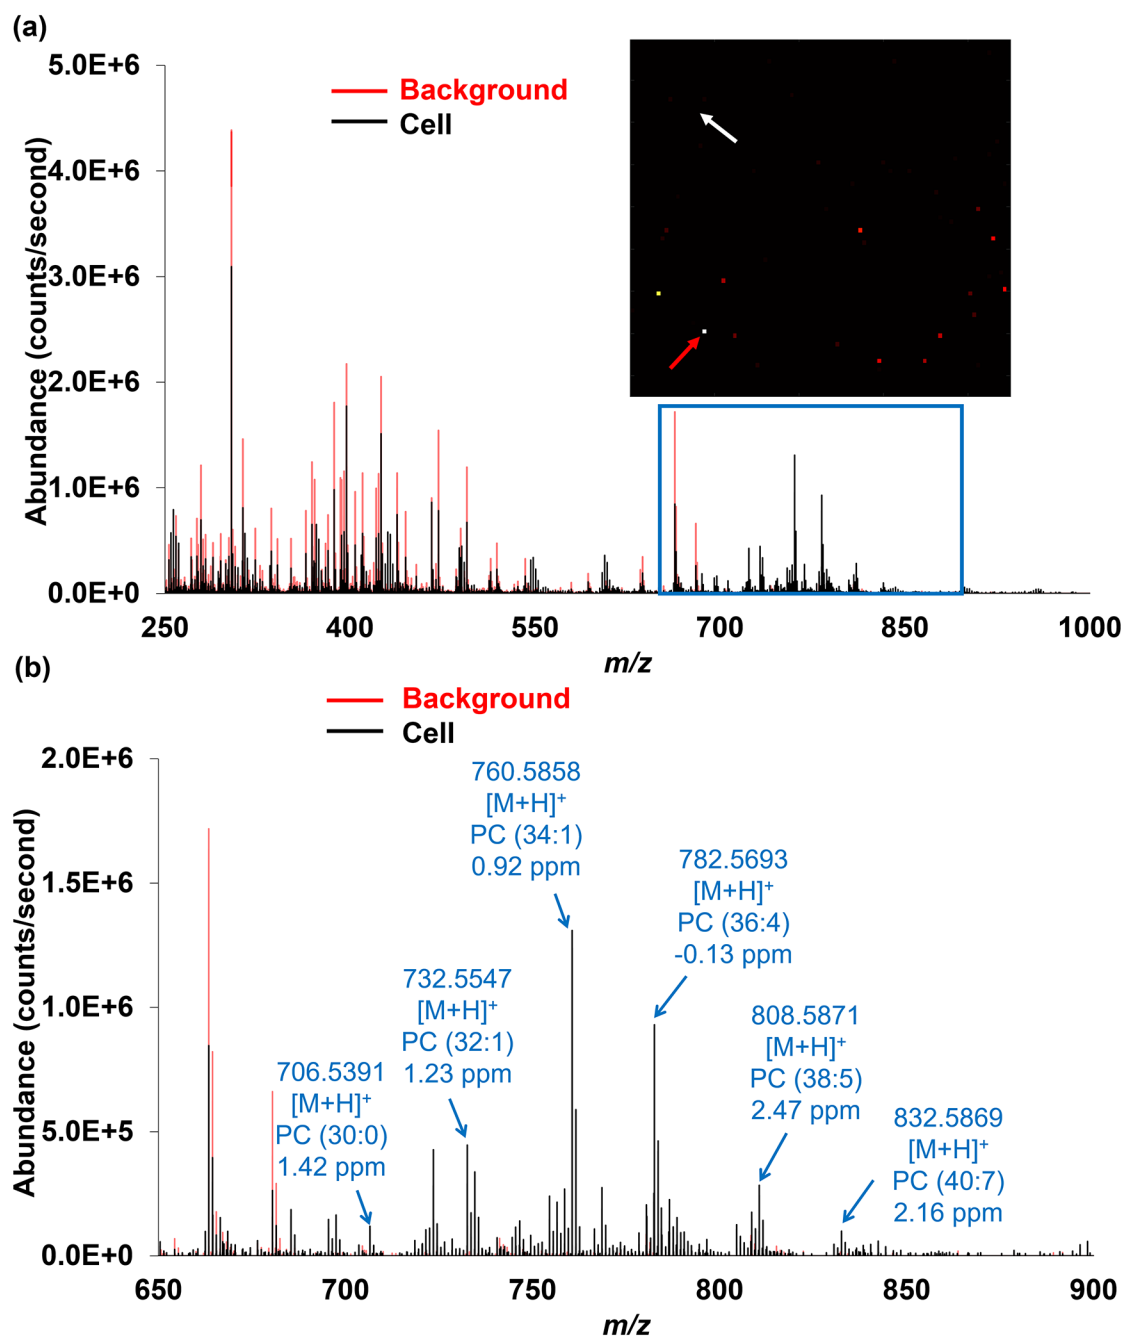 (a)
5.0E+6
4.0E+6
3.0E+6
2.0E+6
1.0E+6
0.0E+0
Abundance (counts/second)
Background
Cell
250
400
550
700
850
1000
m/z
(b)
Background
Cell
2.0E+6
1.5E+6
1.0E+6
5.0E+5
0.0E+0
Abundance (counts/second)
706.5391
[M+H]⁺
PC (30:0)
1.42 ppm
732.5547
[M+H]⁺
PC (32:1)
1.23 ppm
760.5858
[M+H]⁺
PC (34:1)
0.92 ppm
782.5693
[M+H]⁺
PC (36:4)
-0.13 ppm
808.5871
[M+H]⁺
PC (38:5)
2.47 ppm
832.5869
[M+H]⁺
PC (40:7)
2.16 ppm
650
700
750
800
850
900
m/z